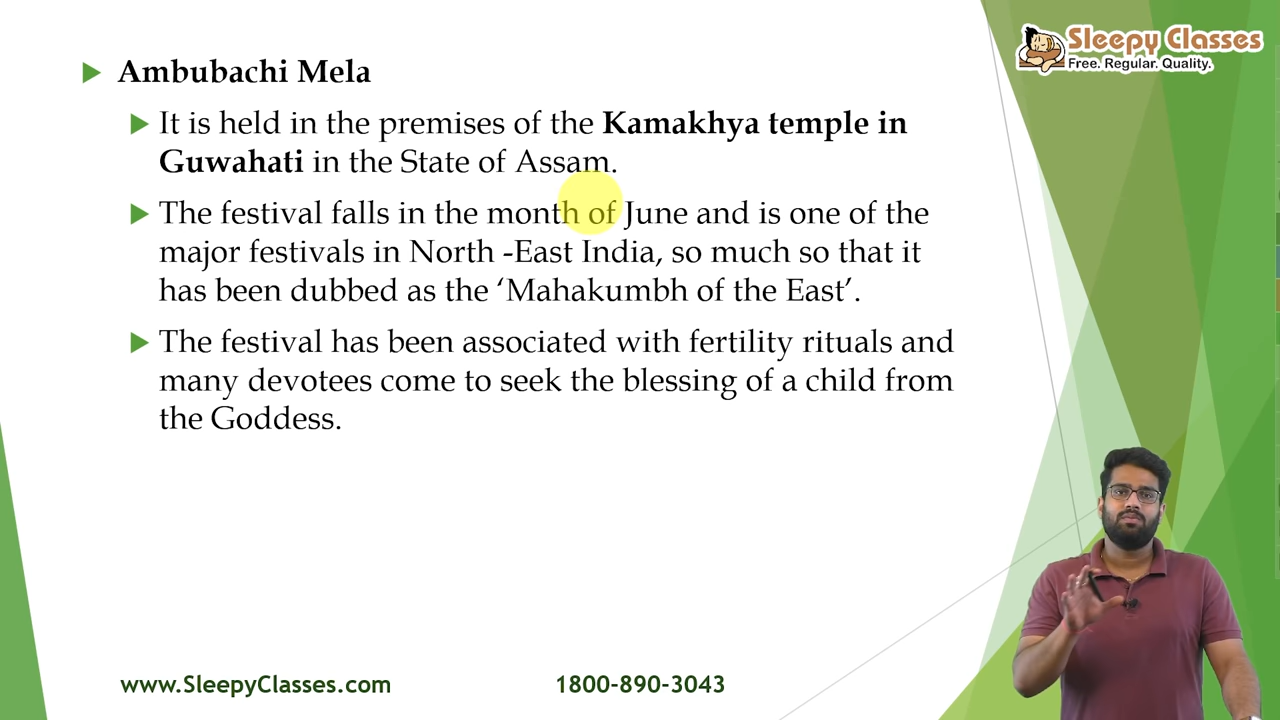 Sleepy Classes
Free. Regular. Quality.
Ambubachi Mela
It is held in the premises of the Kamakhya temple in
Guwahati in the State of Assam.
The festival falls in the month of June and is one of the
major festivals in North -East India, so much so that it
has been dubbed as the ‘Mahakumbh of the East’.
The festival has been associated with fertility rituals and
many devotees come to seek the blessing of a child from
the Goddess.
www.SleepyClasses.com
1800-890-3043